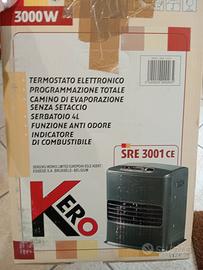 3000W
TERMOSTATO ELETTRONICO
PROGRAMMAZIONE TOTALE
CAMINO DI EVAPORAZIONE
SENZA SETACCIO
SERBATOIO 4L
FUNZIONE ANTI ODORE
INDICATORE
DI COMBUSTIBILE
SRE 3001 CE
KERO
subito